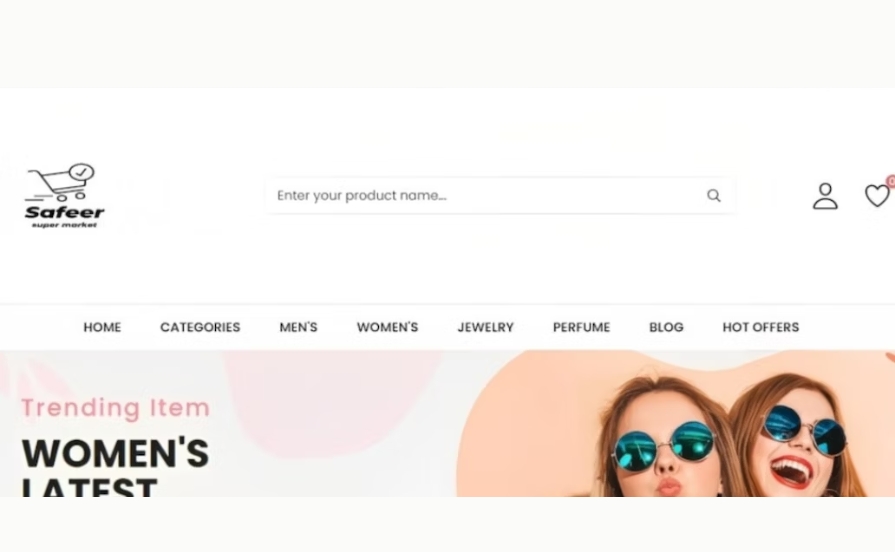 Safeer
super market
Enter your product name...
HOME CATEGORIES MEN'S WOMEN'S JEWELRY PERFUME BLOG HOT OFFERS
Trending Item
WOMEN'S
LATEST